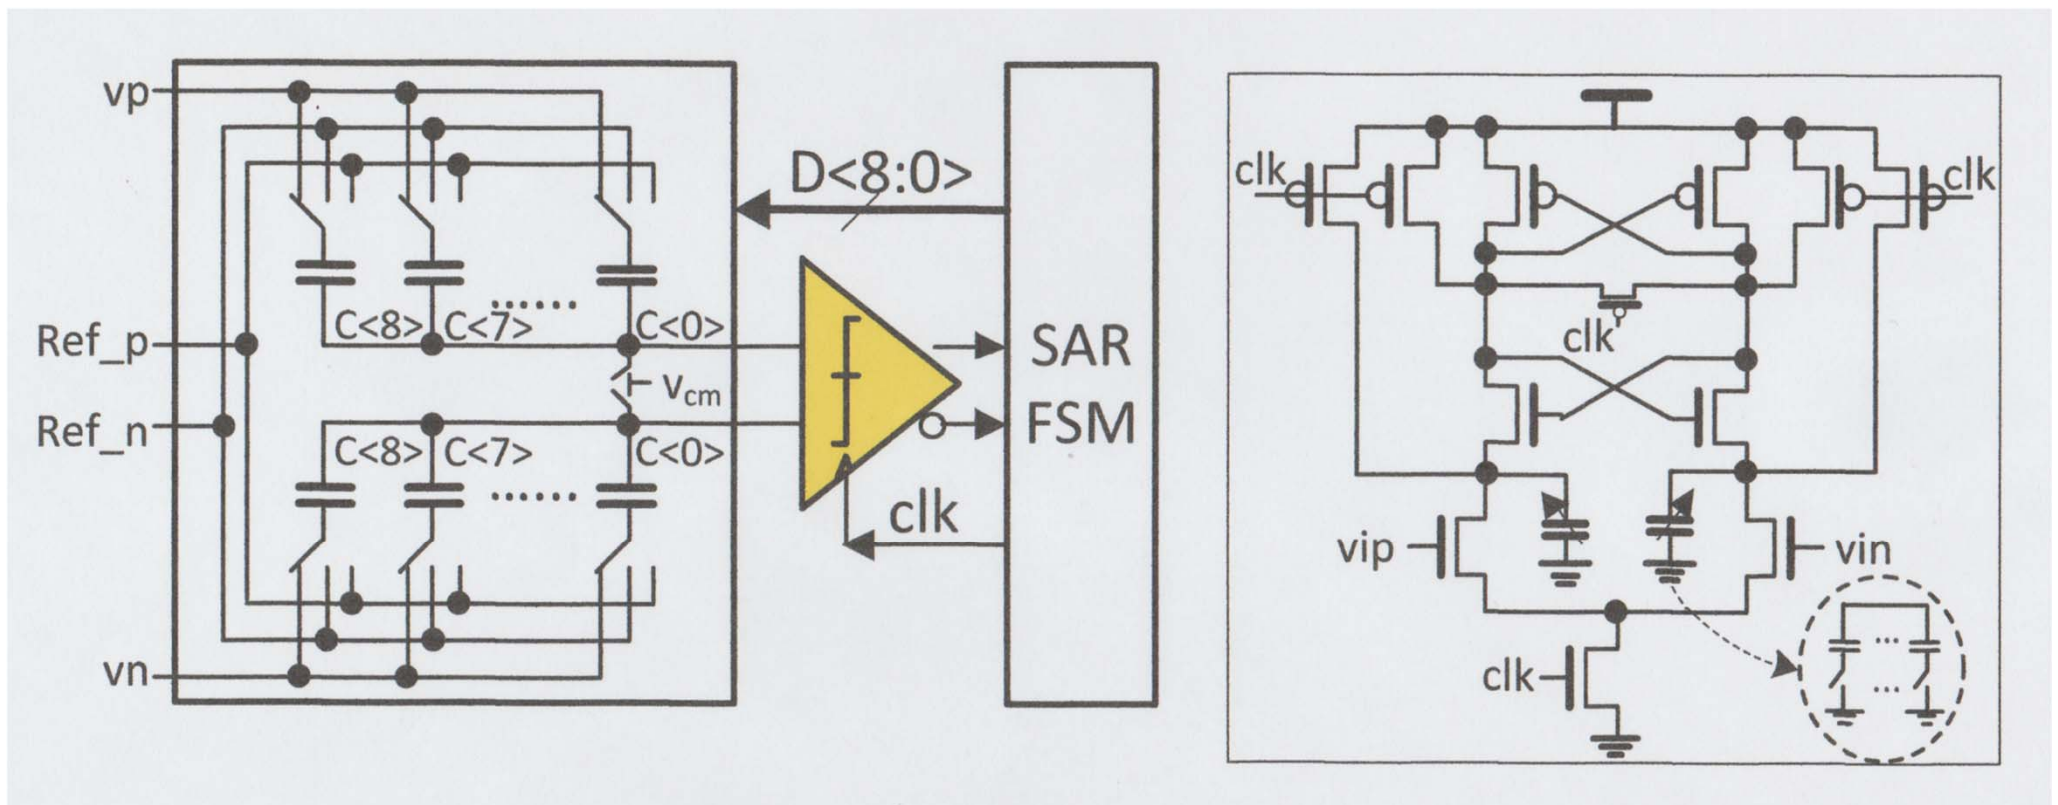 vp
Ref_p
Ref_n
vn
C<8>
C<7>
.......
C<0>
vcm
C<8>
C<7>
.......
C<0>
D<8:0>
clk
SAR
FSM
clk
clk
clk
vip
vin
clk
...
...